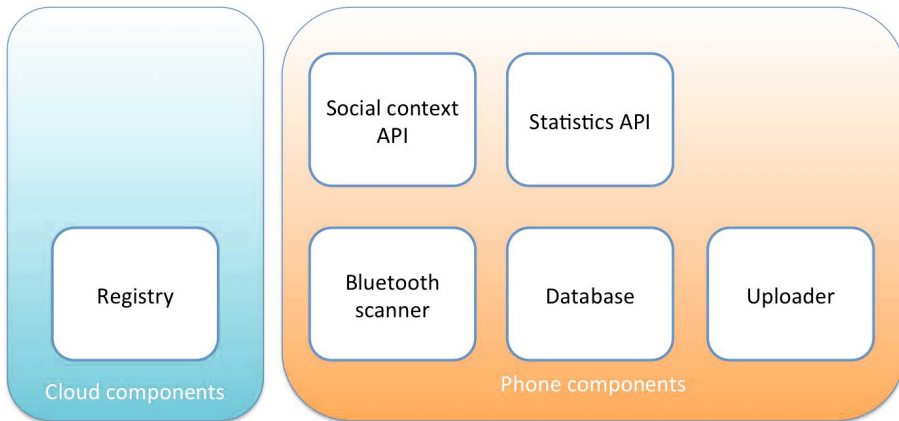 Social context
API
Statistics API
Registry
Bluetooth
scanner
Database
Uploader
Cloud components
Phone components